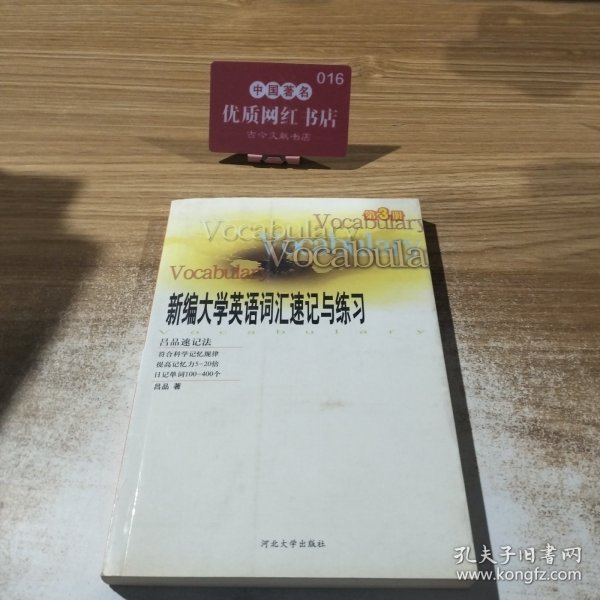 016
中国著名
优质网红书店
古今文献书店
第3册
Vocabulary
Vocabulary
Vocabulary
Vocabula
Vocabulary
新编大学英语词汇速记与练习
Vocabulary
吕品速记法
符合科学记忆规律
提高记忆力5-20倍
日记单词100-400个
吕品 著
河北大学出版社
孔夫子旧书网
www.kongfz.com